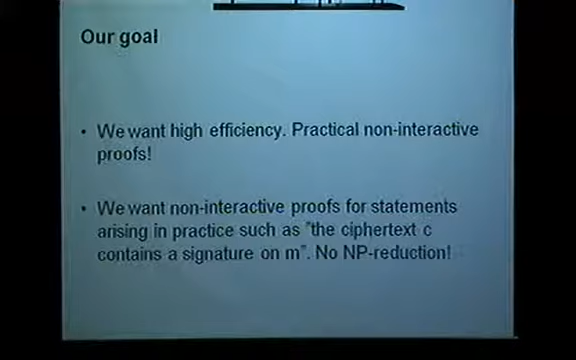 Our goal
• We want high efficiency. Practical non-interactive
proofs!
• We want non-interactive proofs for statements
arising in practice such as "the ciphertext c
contains a signature on m". No NP-reduction!